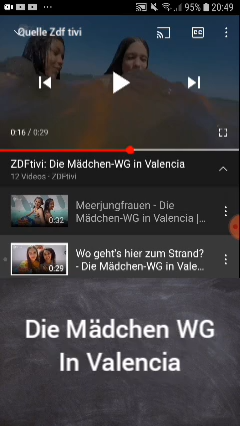 95% 20:49
Quelle Zdf tivi
0:16 / 0:29
ZDFtivi: Die Mädchen-WG in Valencia
12 Videos · ZDFtivi
Meerjungfrauen - Die
Mädchen-WG in Valencia |...
0:32
Wo geht's hier zum Strand?
- Die Mädchen-WG in Vale...
0:29
Die Mädchen WG
In Valencia